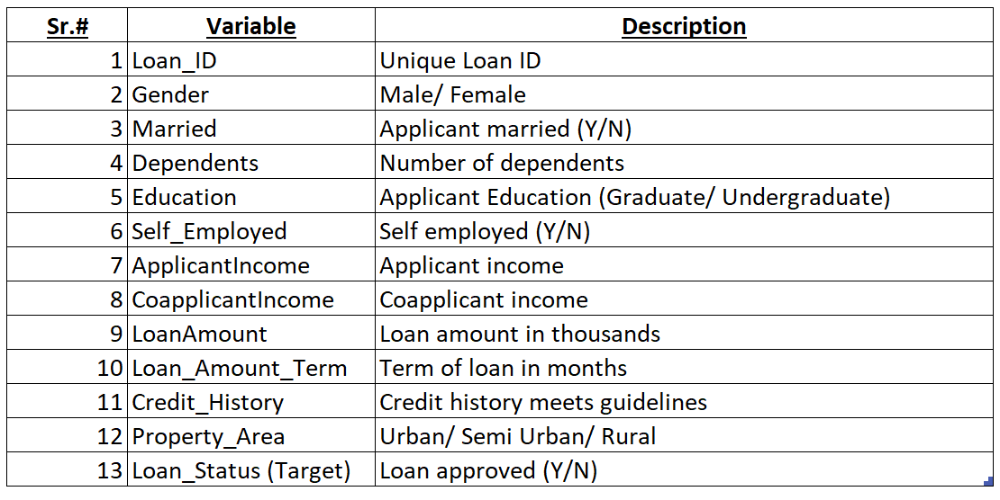 Sr.# Variable Description
1 Loan_ID Unique Loan ID
2 Gender Male/ Female
3 Married Applicant married (Y/N)
4 Dependents Number of dependents
5 Education Applicant Education (Graduate/ Undergraduate)
6 Self_Employed Self employed (Y/N)
7 ApplicantIncome Applicant income
8 CoapplicantIncome Coapplicant income
9 LoanAmount Loan amount in thousands
10 Loan_Amount_Term Term of loan in months
11 Credit_History Credit history meets guidelines
12 Property_Area Urban/ Semi Urban/ Rural
13 Loan_Status (Target) Loan approved (Y/N)